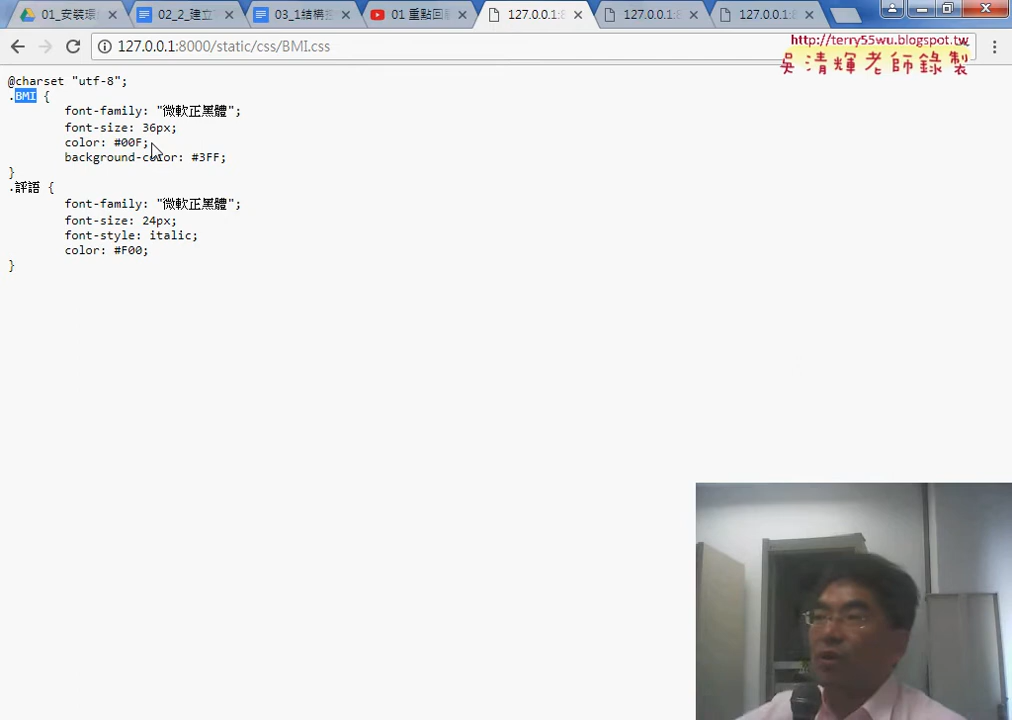 01_安裝環
02_2_建立
03_1結構控
01 重點回
127.0.0.1:8
127.0.0.1:8
127.0.0.1:8
127.0.0.1:8000/static/css/BMI.css
http://terry55wu.blogspot.tw
吳清輝老師錄製
@charset "utf-8";
.BMI {
font-family: "微軟正黑體";
font-size: 36px;
color: #00F;
background-color: #3FF;
}
.評語 {
font-family: "微軟正黑體";
font-size: 24px;
font-style: italic;
color: #F00;
}